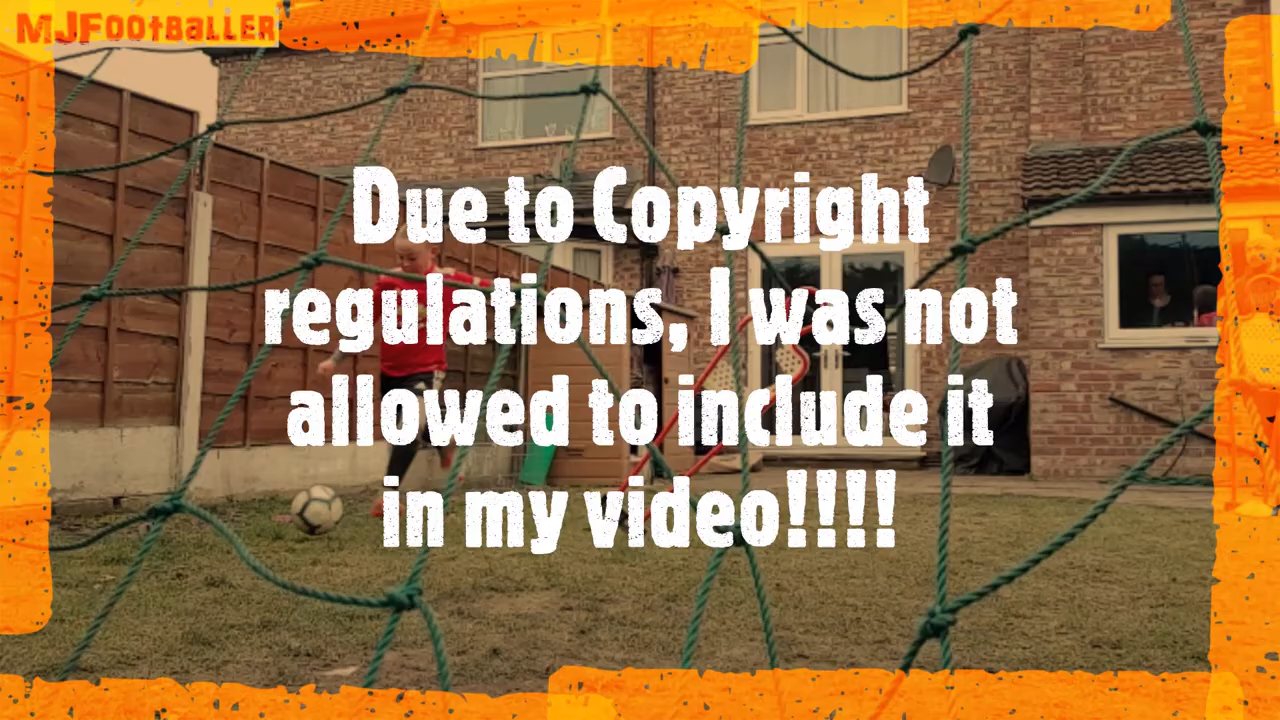 MJFootballer
Due to Copyright
regulations, I was not
allowed to include it
in my video!!!!